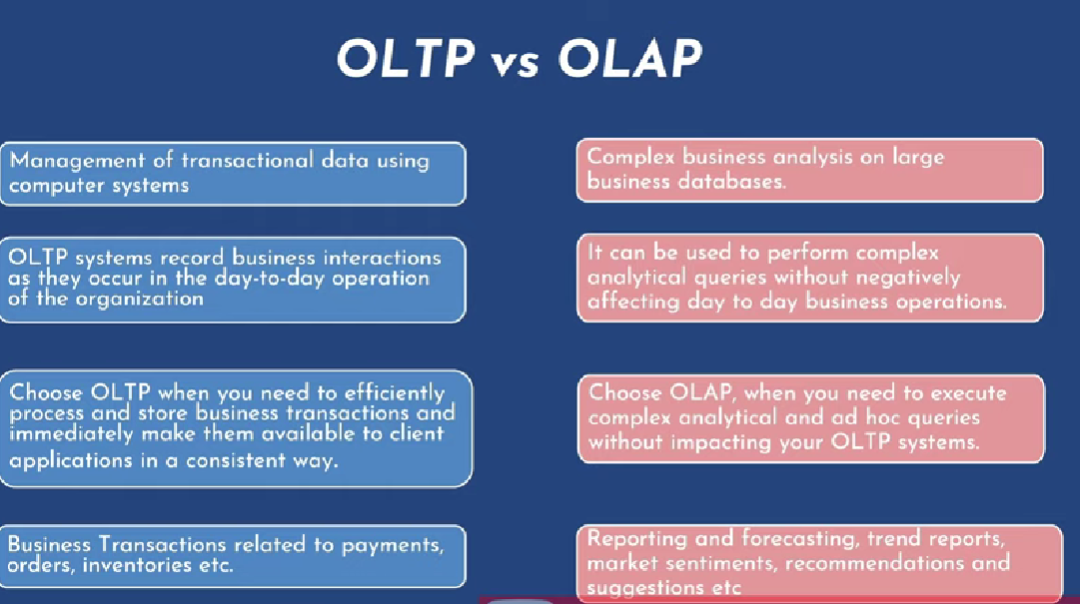 OLTP vs OLAP
Management of transactional data using
computer systems
Complex business analysis on large
business databases.
OLTP systems record business interactions
as they occur in the day-to-day operation
of the organization
It can be used to perform complex
analytical queries without negatively
affecting day to day business operations.
Choose OLTP when you need to efficiently
process and store business transactions and
immediately make them available to client
applications in a consistent way.
Choose OLAP, when you need to execute
complex analytical and ad hoc queries
without impacting your OLTP systems.
Business Transactions related to payments,
orders, inventories etc.
Reporting and forecasting, trend reports,
market sentiments, recommendations and
suggestions etc